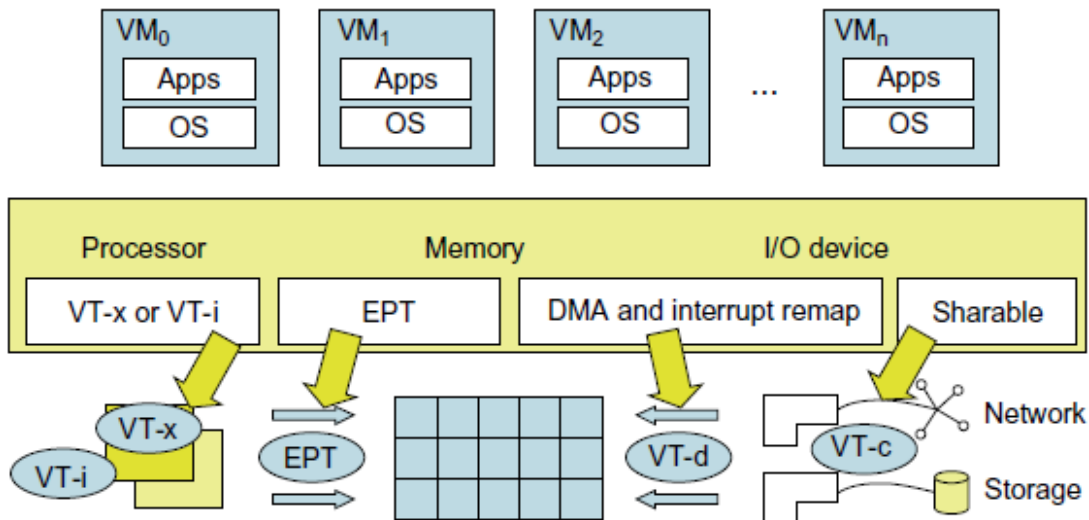 VM0 VM1 VM2 VMn
Apps Apps Apps ... Apps
OS OS OS OS
Processor Memory I/O device
VT-x or VT-i EPT DMA and interrupt remap Sharable
VT-x EPT VT-d VT-c Network
VT-i Storage